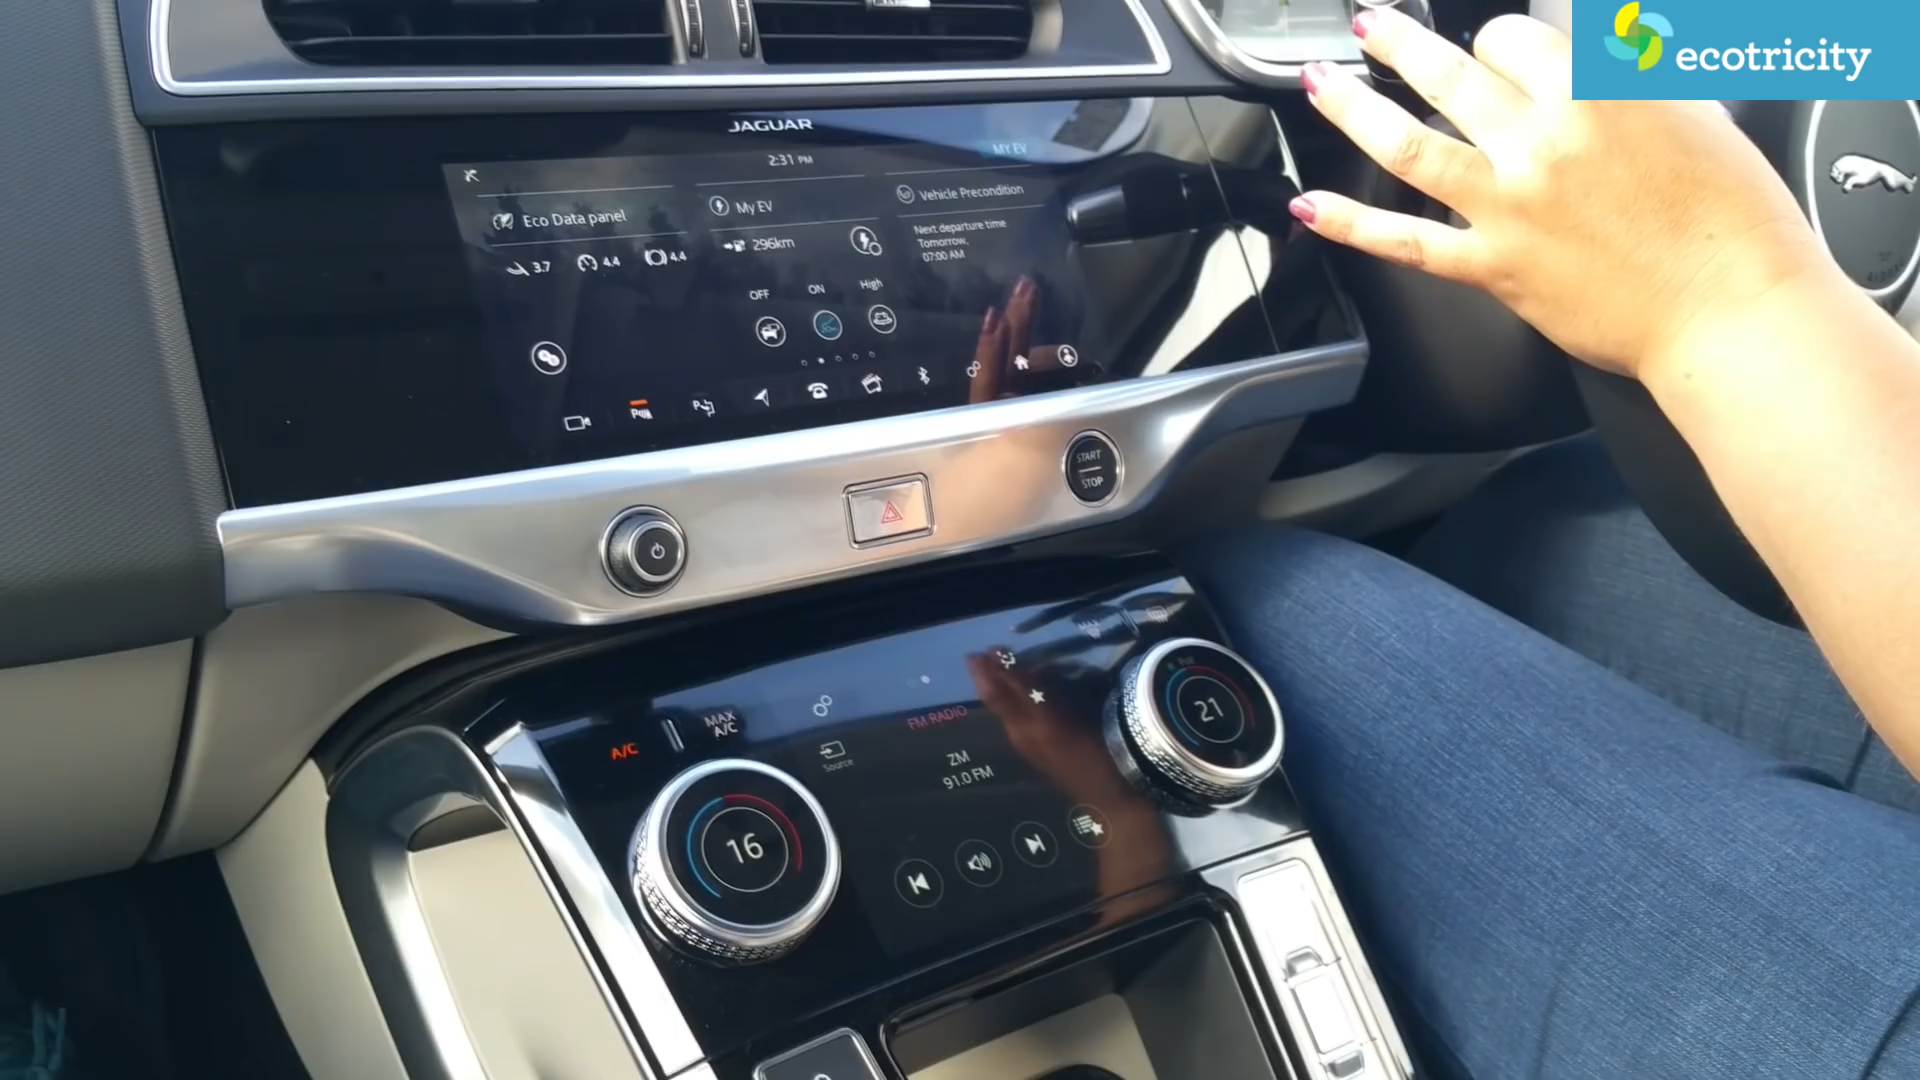 ecotricity
JAGUAR
2:31 PM
MY EV
Eco Data panel
3.7
4.4
4.4
My EV
296km
Vehicle Precondition
Next departure time
Tomorrow,
07:00 AM
OFF
ON
High
START
STOP
A/C
MAX
A/C
Source
FM RADIO
ZM
91.0 FM
MAX
16
21